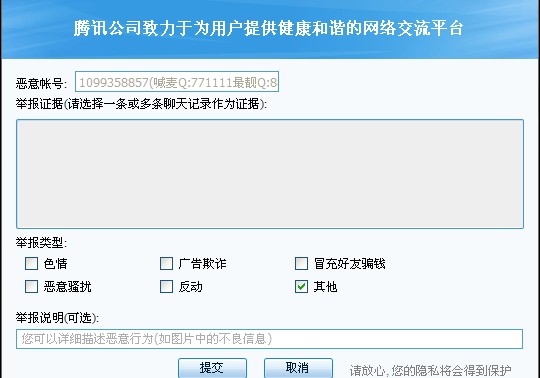 腾讯公司致力于为用户提供健康和谐的网络交流平台
恶意帐号: 1099358857(喊麦Q:771111最靓Q:8
举报证据(请选择一条或多条聊天记录作为证据):
举报类型:
色情 广告欺诈 冒充好友骗钱
恶意骚扰 反动 其他
举报说明(可选):
您可以详细描述恶意行为(如图片中的不良信息)
提交 取消 请放心, 您的隐私将会得到保护